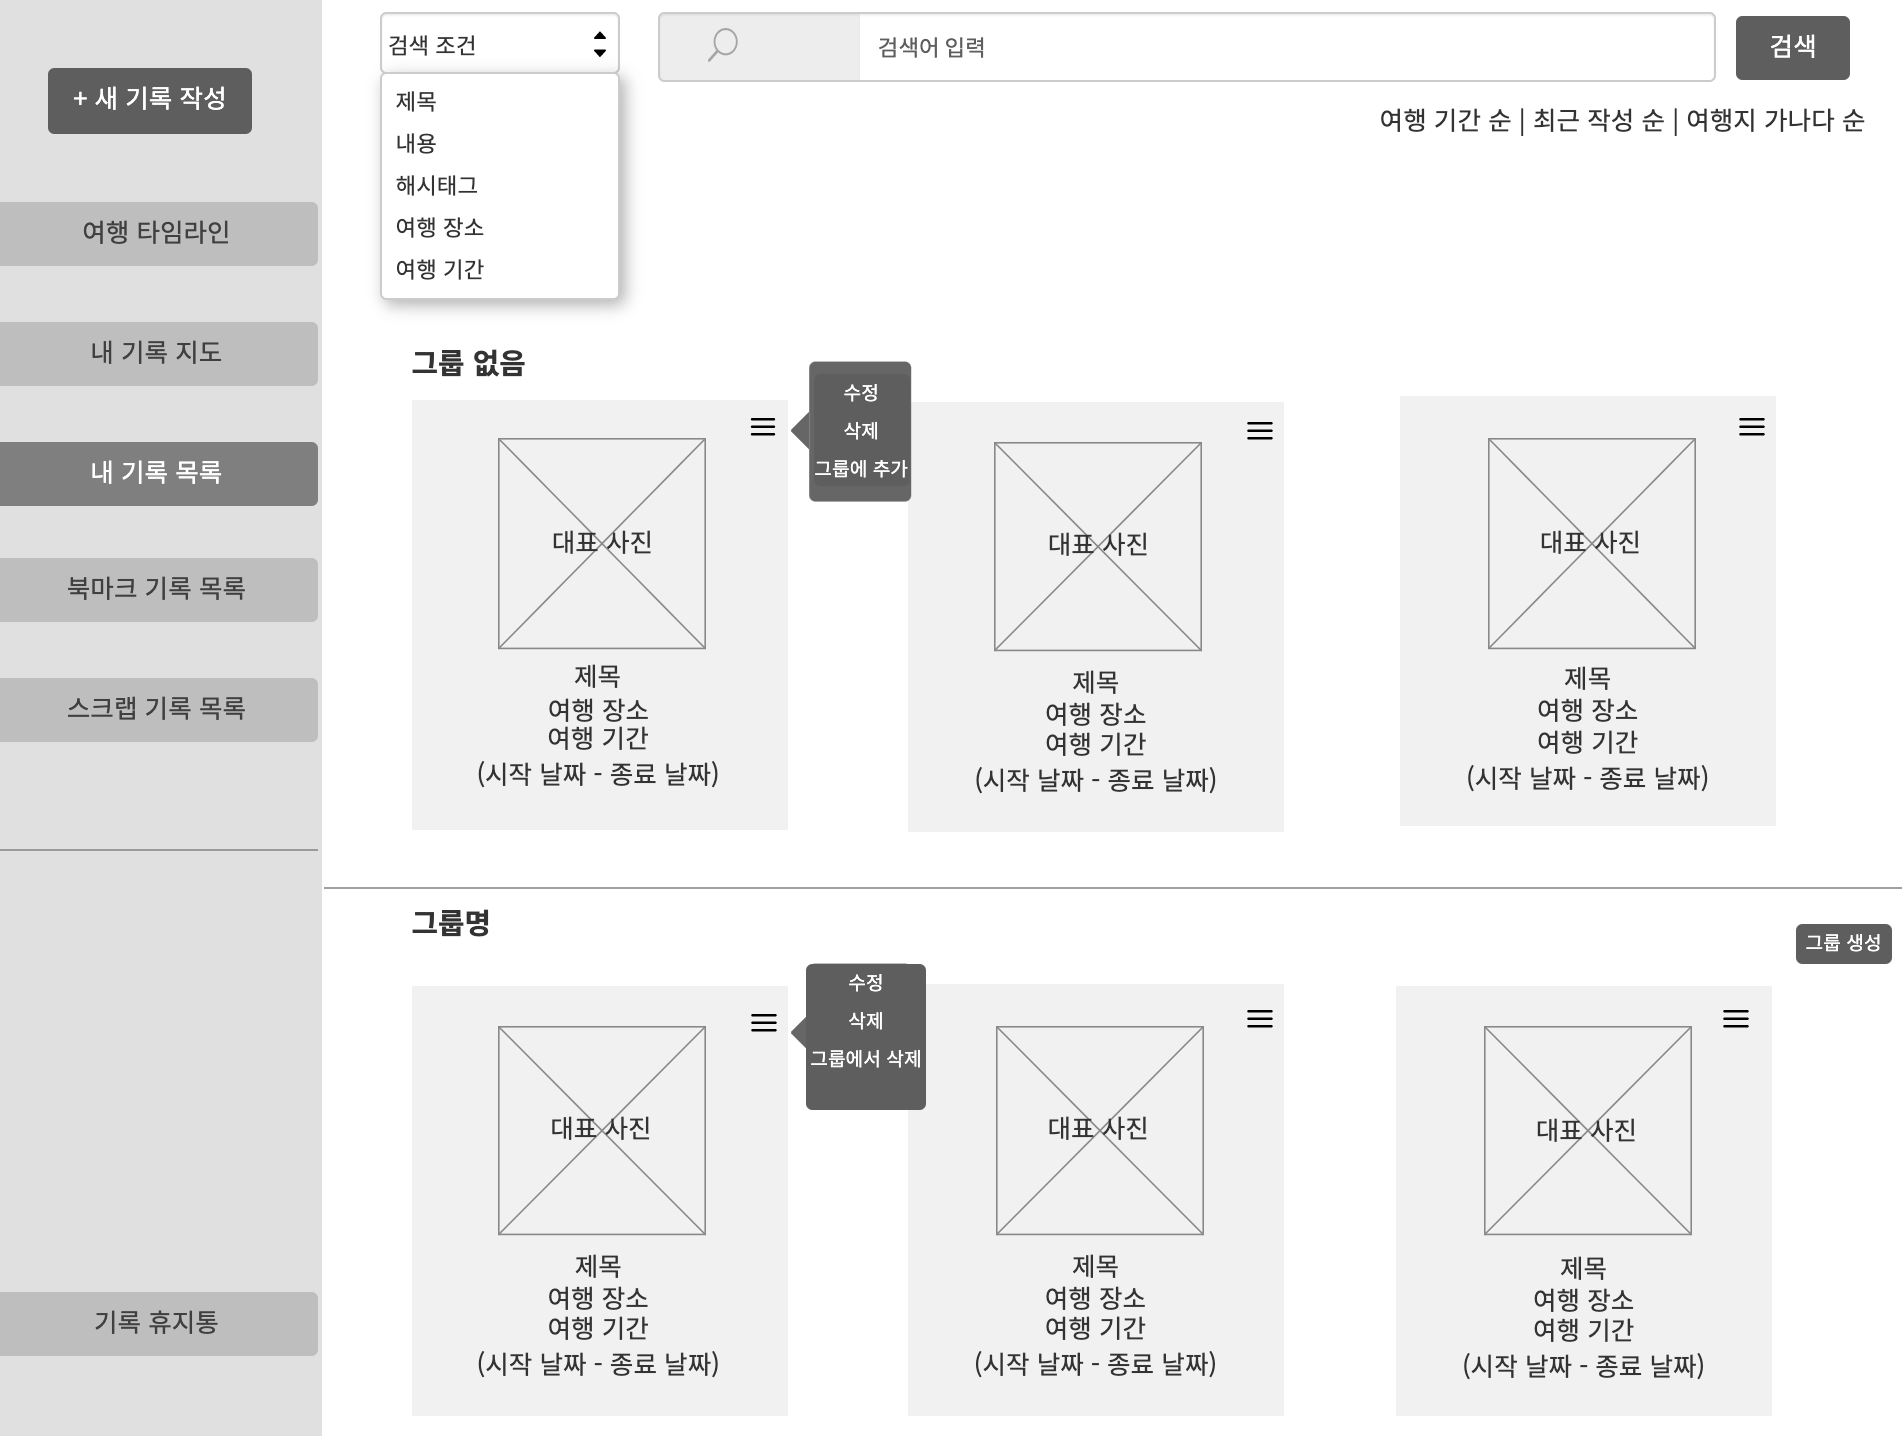 + 새 기록 작성
여행 타임라인
내 기록 지도
내 기록 목록
북마크 기록 목록
스크랩 기록 목록
기록 휴지통
검색 조건
제목
내용
해시태그
여행 장소
여행 기간
검색어 입력
검색
여행 기간 순 | 최근 작성 순 | 여행지 가나다 순
그룹 없음
대표 사진
제목
여행 장소
여행 기간
(시작 날짜 - 종료 날짜)
수정
삭제
그룹에 추가
대표 사진
제목
여행 장소
여행 기간
(시작 날짜 - 종료 날짜)
대표 사진
제목
여행 장소
여행 기간
(시작 날짜 - 종료 날짜)
그룹명
그룹 생성
대표 사진
제목
여행 장소
여행 기간
(시작 날짜 - 종료 날짜)
수정
삭제
그룹에서 삭제
대표 사진
제목
여행 장소
여행 기간
(시작 날짜 - 종료 날짜)
대표 사진
제목
여행 장소
여행 기간
(시작 날짜 - 종료 날짜)